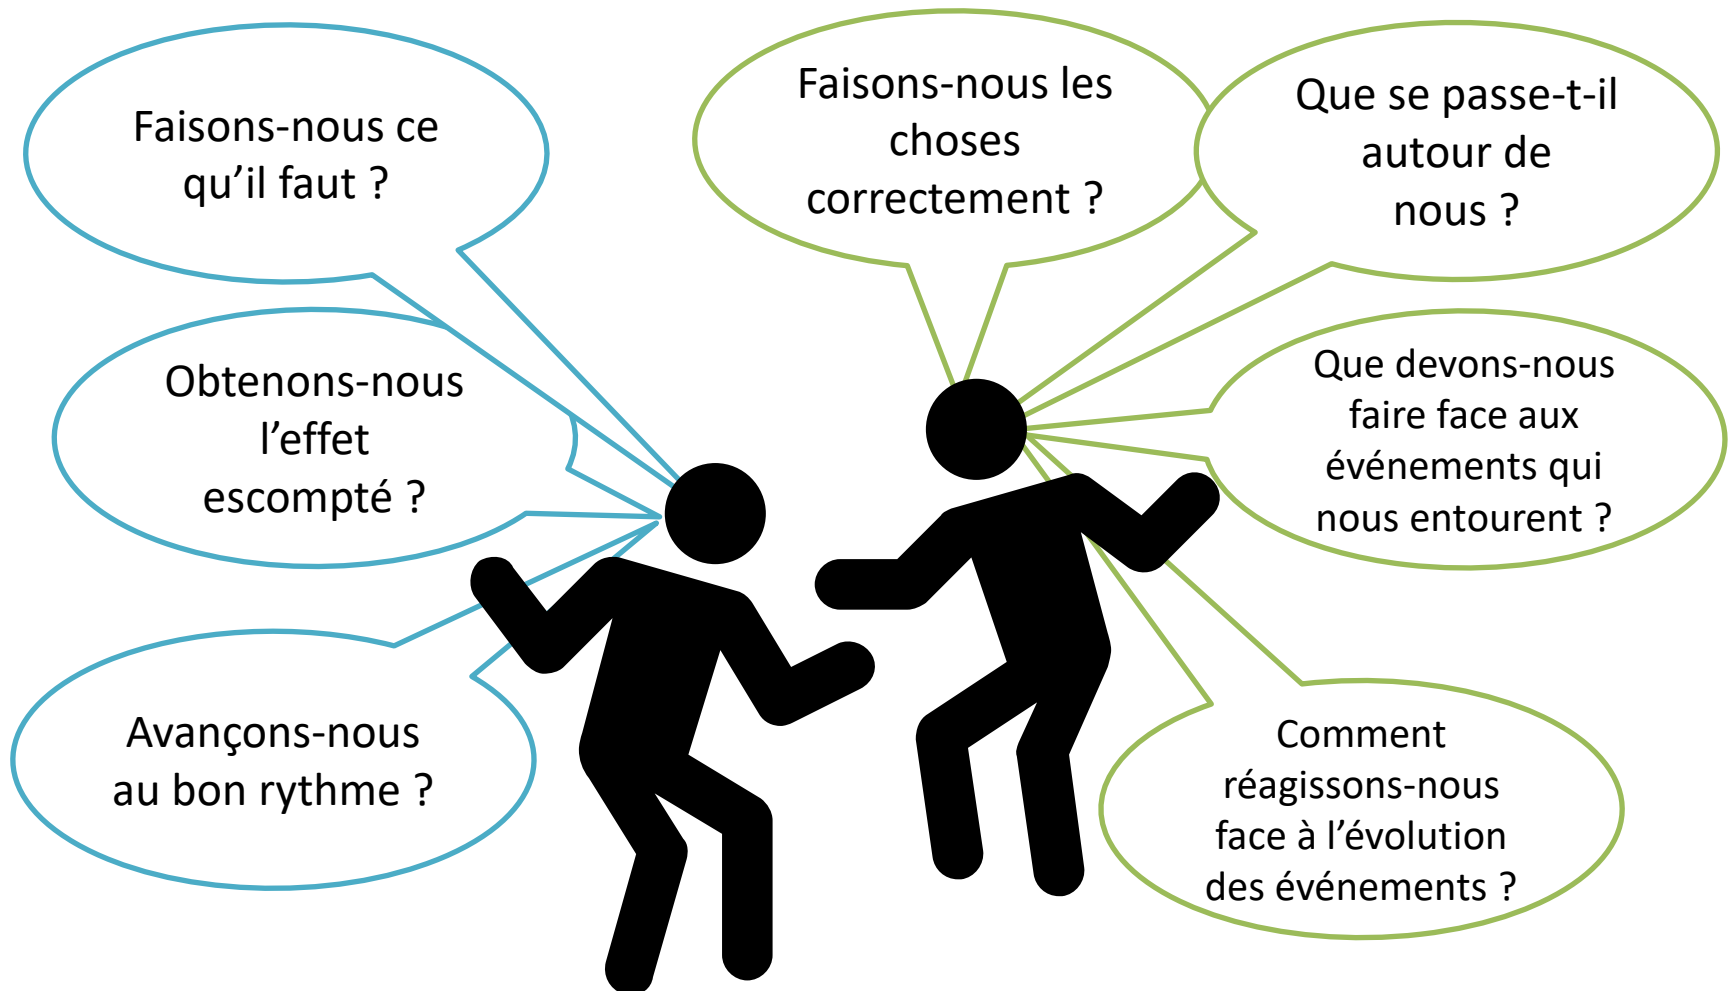 Faisons-nous ce
qu’il faut ?
Obtenons-nous
l’effet
escompté ?
Avançons-nous
au bon rythme ?
Faisons-nous les
choses
correctement ?
Que se passe-t-il
autour de
nous ?
Que devons-nous
faire face aux
événements qui
nous entourent ?
Comment
réagissons-nous
face à l’évolution
des événements ?